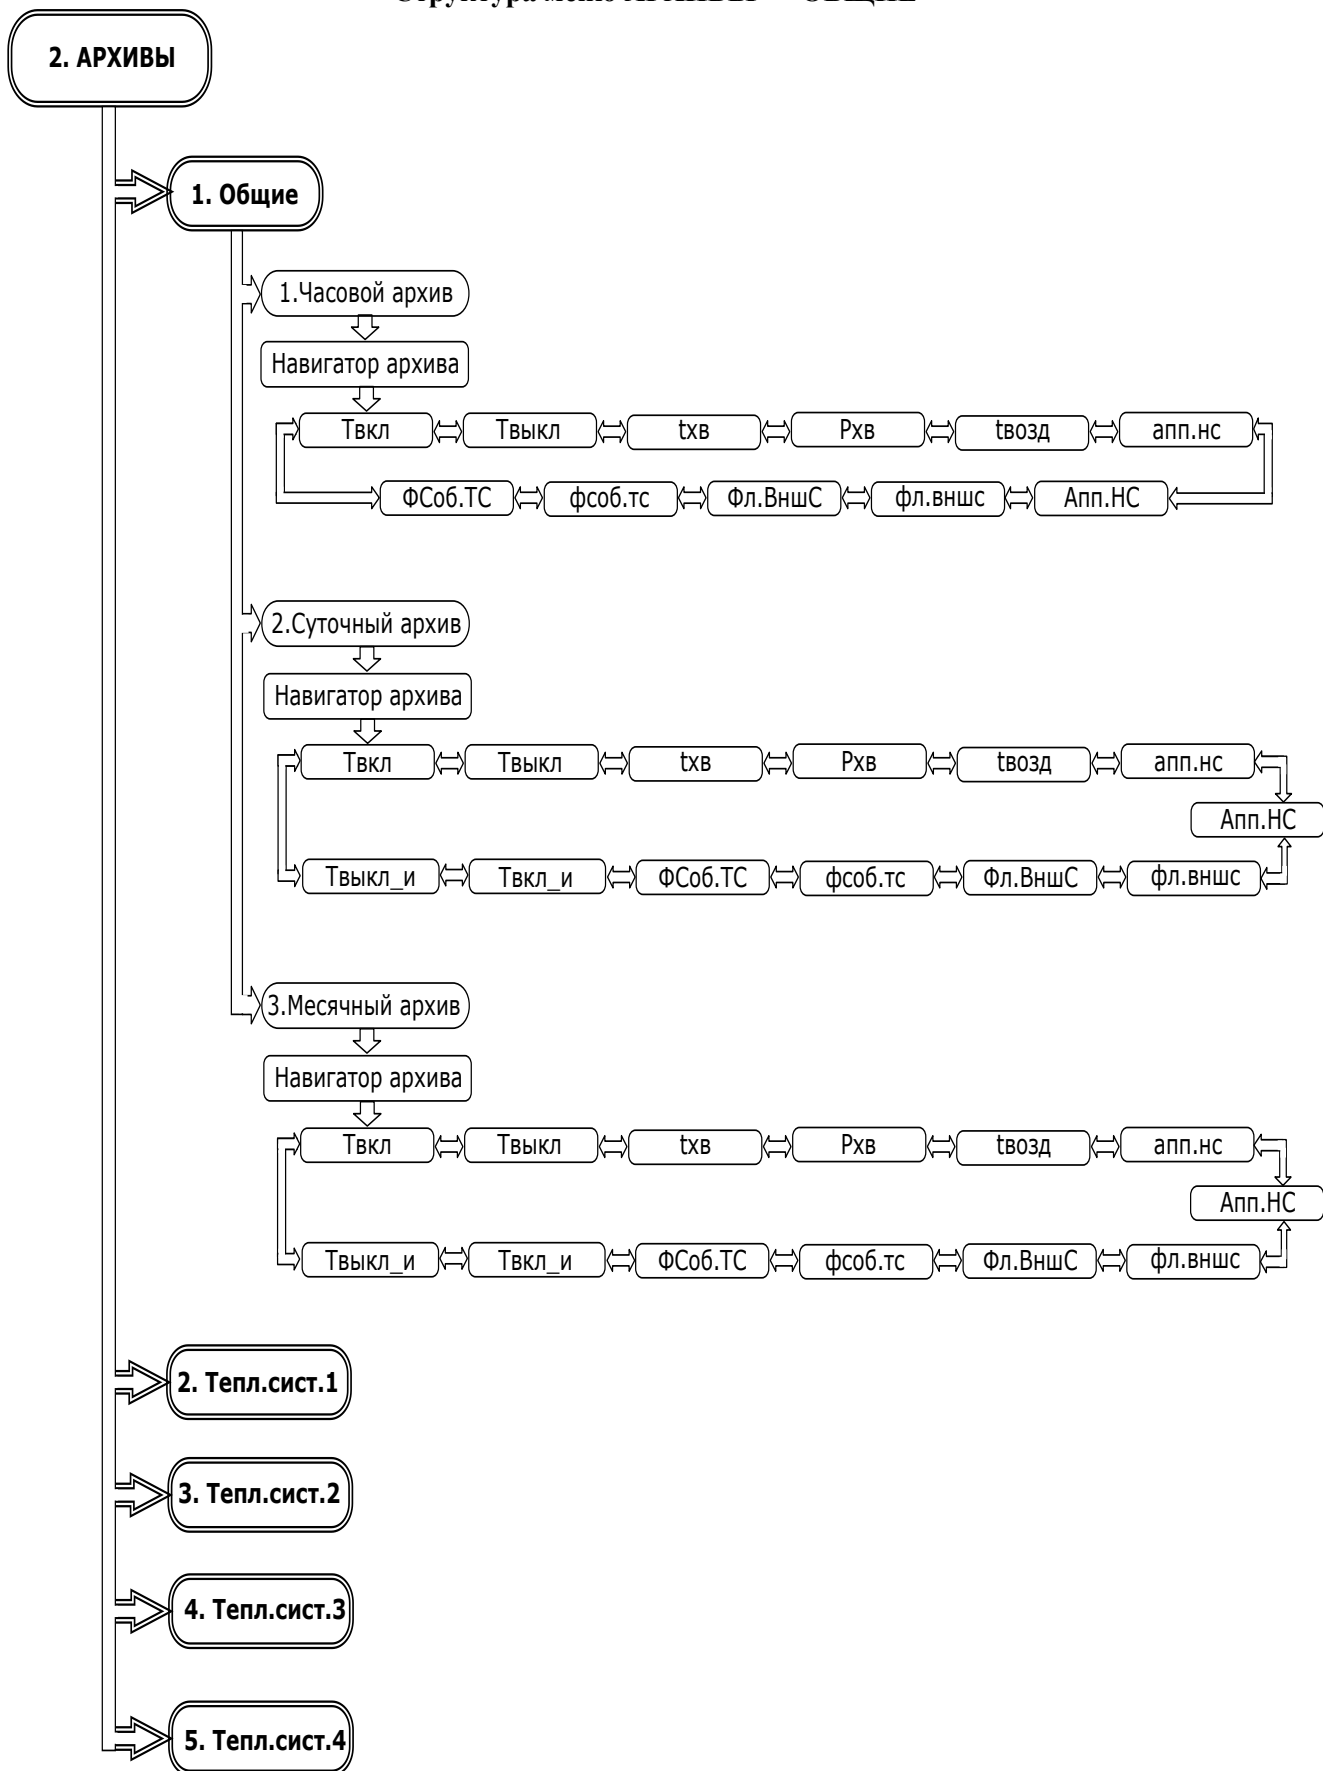 Структура меню АРХИВЫ — ОБЩИЕ
2. АРХИВЫ
1. Общие
1.Часовой архив
Навигатор архива
Твкл Твыкл tхв Рхв tвозд апп.нс
ФСоб.ТС фсоб.тс Фл.ВншС фл.вншс Апп.НС
2.Суточный архив
Навигатор архива
Твкл Твыкл tхв Рхв tвозд апп.нс
Апп.НС
Твыкл_и Твкл_и ФСоб.ТС фсоб.тс Фл.ВншС фл.вншс
3.Месячный архив
Навигатор архива
Твкл Твыкл tхв Рхв tвозд апп.нс
Апп.НС
Твыкл_и Твкл_и ФСоб.ТС фсоб.тс Фл.ВншС фл.вншс
2. Тепл.сист.1
3. Тепл.сист.2
4. Тепл.сист.3
5. Тепл.сист.4